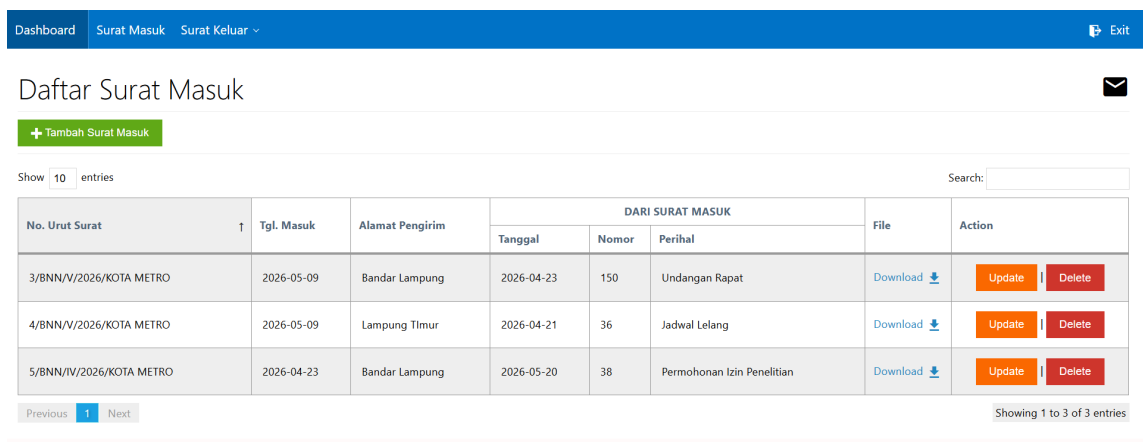 Dashboard Surat Masuk Surat Keluar Exit
Daftar Surat Masuk
Tambah Surat Masuk
Show 10 entries Search:
No. Urut Surat ↑ Tgl. Masuk Alamat Pengirim DARI SURAT MASUK File Action
Tanggal Nomor Perihal
3/BNN/V/2026/KOTA METRO 2026-05-09 Bandar Lampung 2026-04-23 150 Undangan Rapat Download Update | Delete
4/BNN/V/2026/KOTA METRO 2026-05-09 Lampung TImur 2026-04-21 36 Jadwal Lelang Download Update | Delete
5/BNN/IV/2026/KOTA METRO 2026-04-23 Bandar Lampung 2026-05-20 38 Permohonan Izin Penelitian Download Update | Delete
Previous 1 Next Showing 1 to 3 of 3 entries